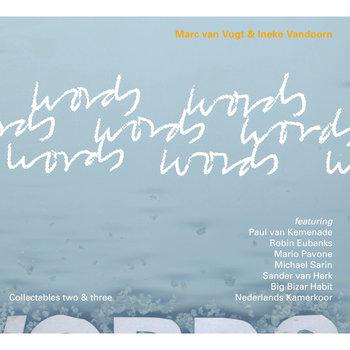 Marc van Vugt & Ineke Vandoorn
words words
words words words
words words w
featuring
Paul van Kemenade
Robin Eubanks
Mario Pavone
Michael Sarin
Sander van Herk
Big Bizar Habit
Nederlands Kamerkoor
Collectables two & three
WORDS